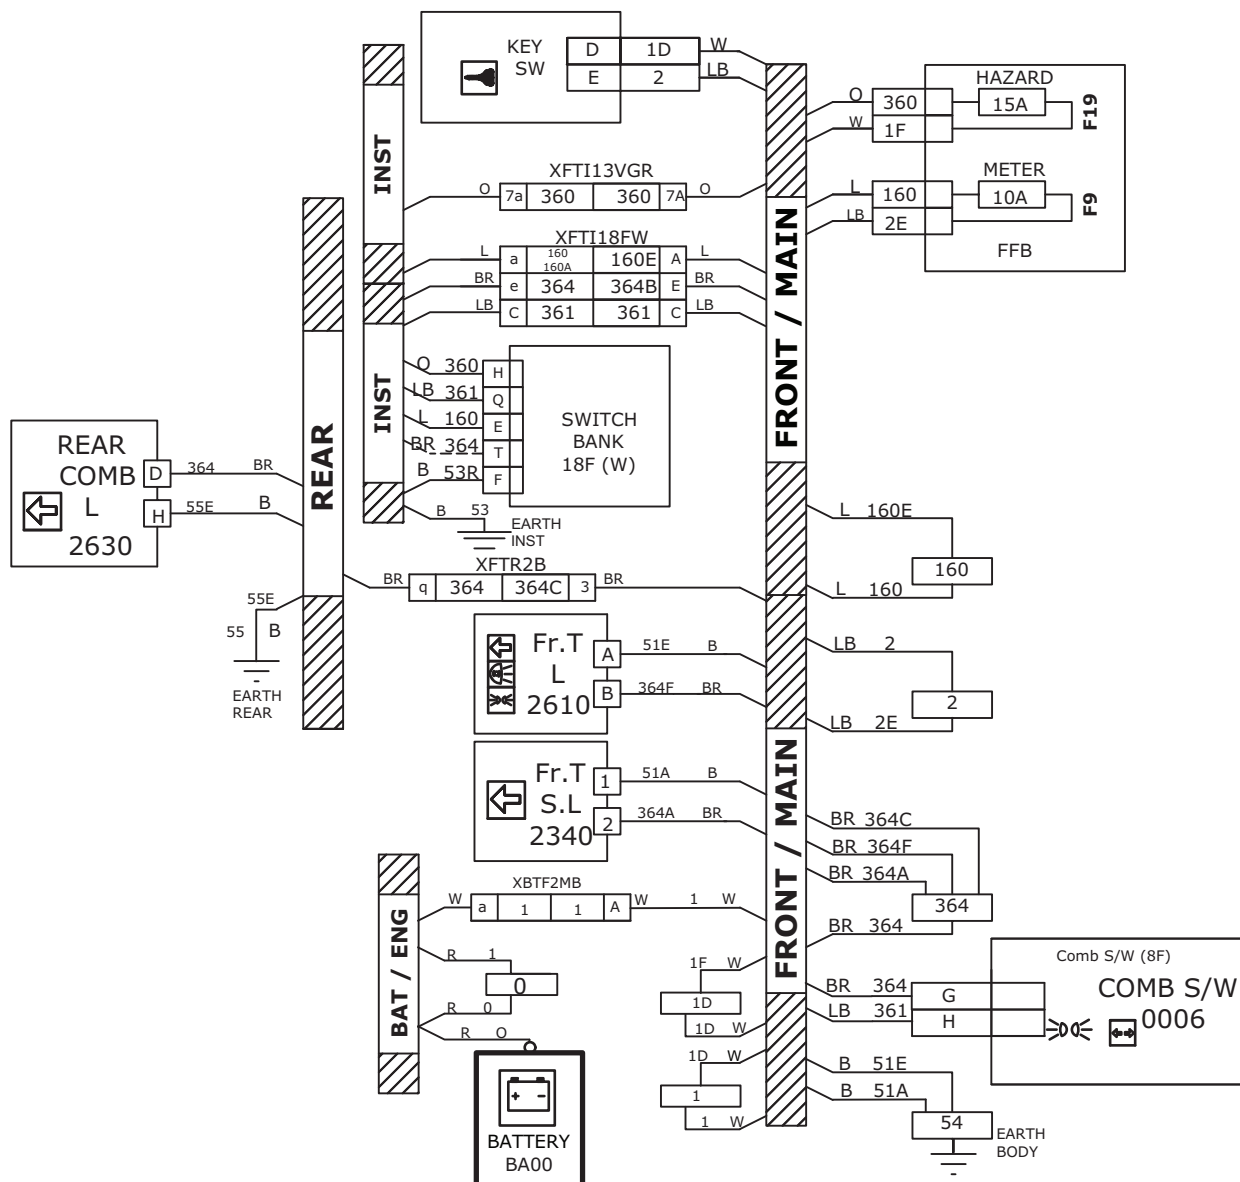 KEY
SW
D 1D W
E 2 LB
HAZARD
O 360 15A
W 1F
F19
METER
L 160 10A
LB 2E
F9
FFB
INST
XFTI13VGR
O 7a 360 360 7A O
XFTI18FW
L a 160 160A 160E A L
BR e 364 364B E BR
LB C 361 361 C LB
FRONT / MAIN
INST
O 360 H
LB 361 Q
L 160 E
BR 364 T
B 53R F
SWITCH
BANK
18F (W)
B 53
EARTH
INST
REAR
COMB
L
2630
D 364 BR
H 55E B
REAR
55E
55 B
EARTH
REAR
XFTR2B
BR q 364 364C 3 BR
L 160E
160
L 160
Fr.T
L
2610
A 51E B
B 364F BR
LB 2
2
LB 2E
Fr.T
S.L
2340
1 51A B
2 364A BR
FRONT / MAIN
BR 364C
BR 364F
BR 364A
364
BR 364
XBTF2MB
W a 1 1 A W 1 W
BAT / ENG
R 1
0
R 0
R O
BATTERY
BA00
+ -
1F W
1D
1D W
1D W
1
1 W
Comb S/W (8F)
COMB S/W
0006
BR 364 G
LB 361 H
B 51E
B 51A
54
EARTH
BODY